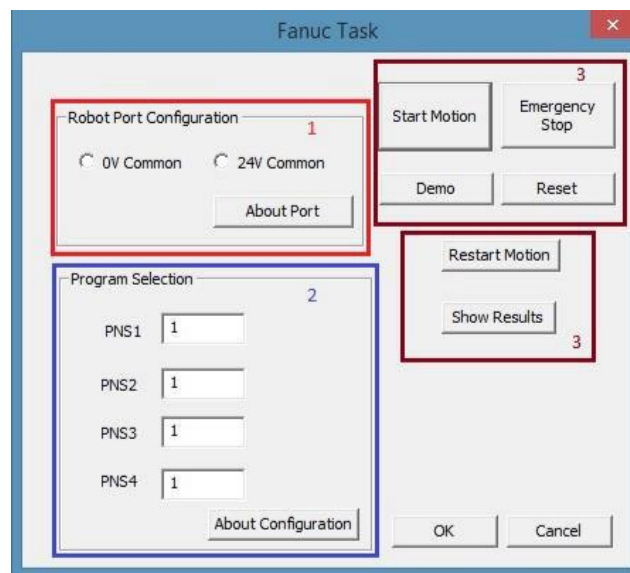 Fanuc Task
x
Robot Port Configuration
1
0V Common
24V Common
About Port
3
Start Motion
Emergency
Stop
Demo
Reset
Program Selection
2
PNS1
1
PNS2
1
PNS3
1
PNS4
1
About Configuration
Restart Motion
Show Results
3
OK
Cancel